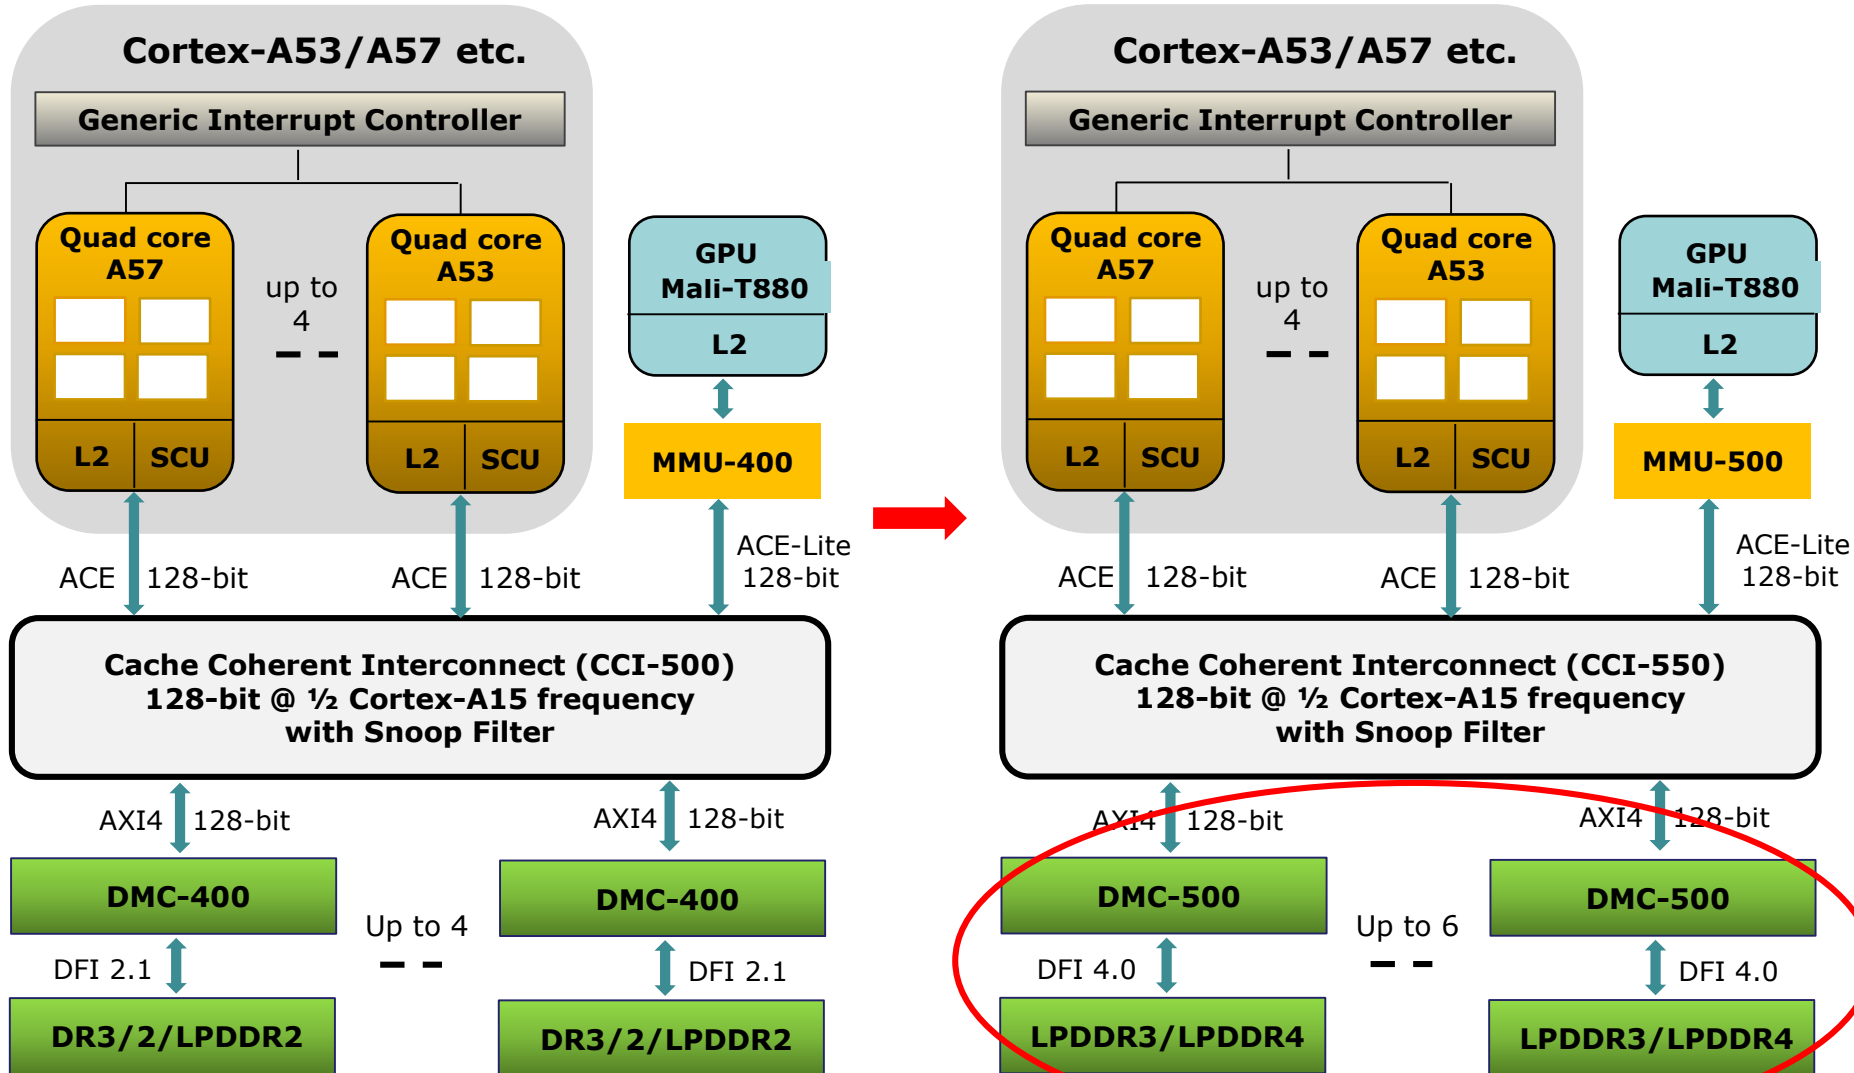 Cortex-A53/A57 etc.
Generic Interrupt Controller
Quad core
A57
L2
SCU
up to
4
Quad core
A53
L2
SCU
GPU
Mali-T880
L2
MMU-400
ACE
128-bit
ACE
128-bit
ACE-Lite
128-bit
Cache Coherent Interconnect (CCI-500)
128-bit @ ½ Cortex-A15 frequency
with Snoop Filter
AXI4
128-bit
AXI4
128-bit
DMC-400
Up to 4
DMC-400
DFI 2.1
DFI 2.1
DR3/2/LPDDR2
DR3/2/LPDDR2
Cortex-A53/A57 etc.
Generic Interrupt Controller
Quad core
A57
L2
SCU
up to
4
Quad core
A53
L2
SCU
GPU
Mali-T880
L2
MMU-500
ACE
128-bit
ACE
128-bit
ACE-Lite
128-bit
Cache Coherent Interconnect (CCI-550)
128-bit @ ½ Cortex-A15 frequency
with Snoop Filter
AXI4
128-bit
AXI4
128-bit
DMC-500
Up to 6
DMC-500
DFI 4.0
DFI 4.0
LPDDR3/LPDDR4
LPDDR3/LPDDR4